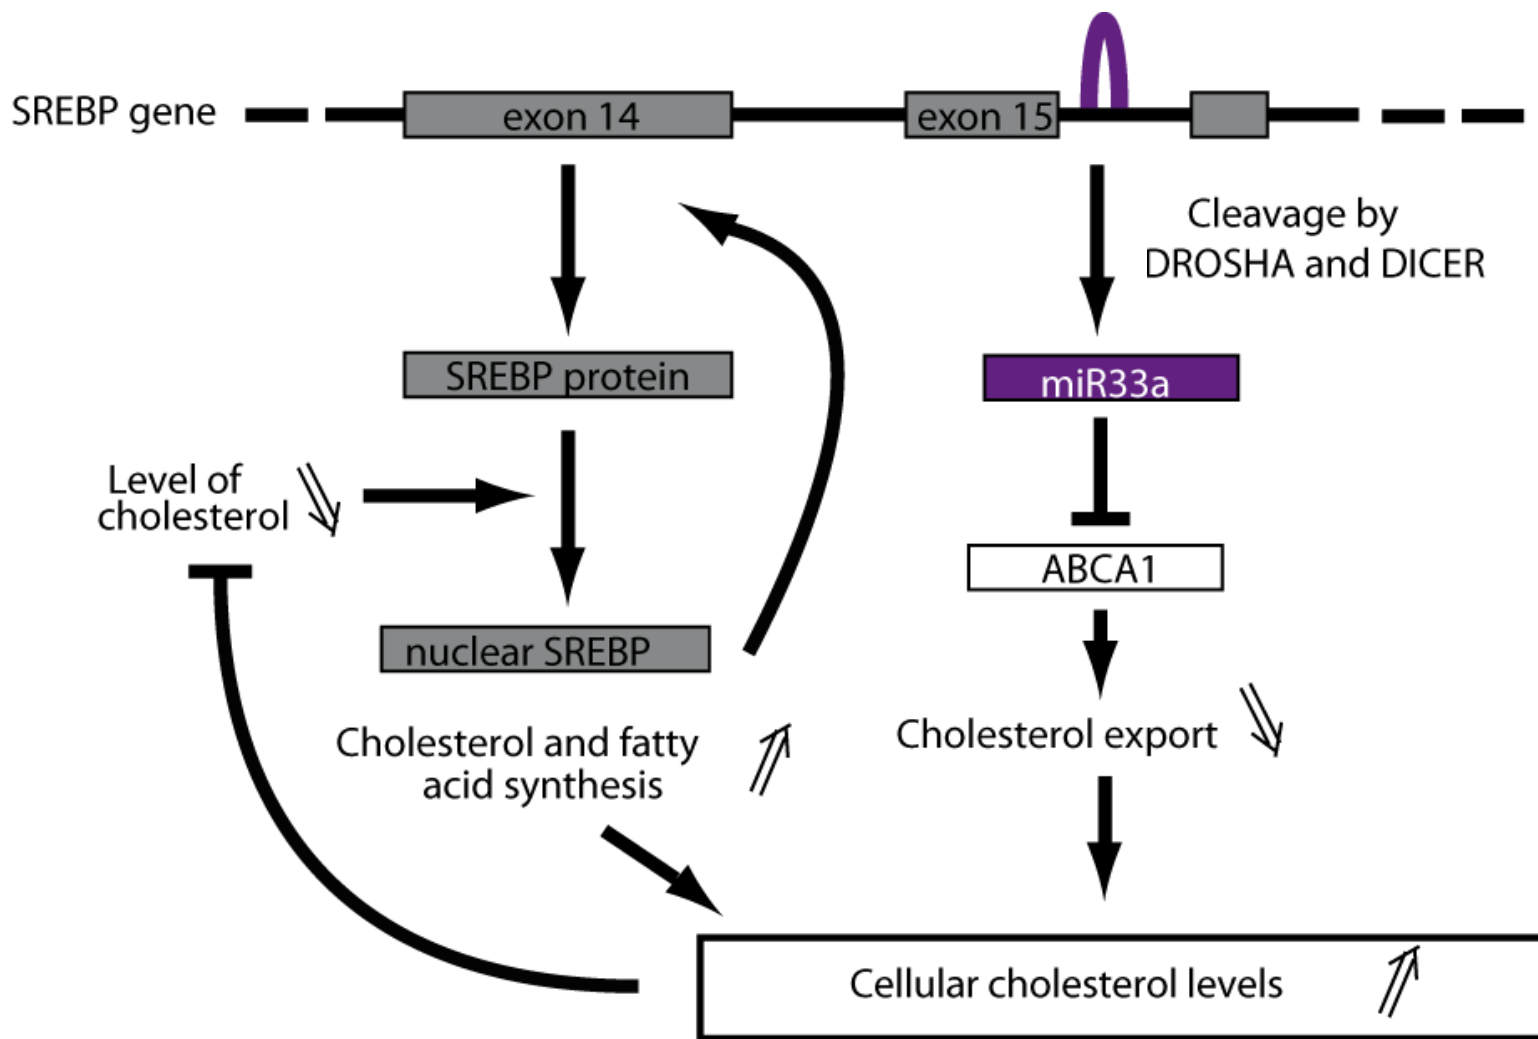 SREBP gene
exon 14
exon 15
Cleavage by
DROSHA and DICER
SREBP protein
miR33a
Level of
cholesterol
ABCA1
nuclear SREBP
Cholesterol and fatty
acid synthesis
Cholesterol export
Cellular cholesterol levels